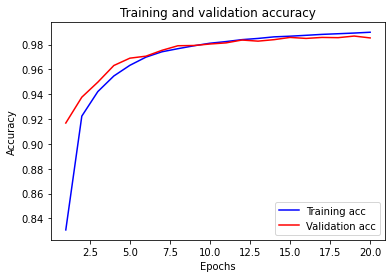 Training and validation accuracy
Accuracy
0.98
0.96
0.94
0.92
0.90
0.88
0.86
0.84
Training acc
Validation acc
2.5 5.0 7.5 10.0 12.5 15.0 17.5 20.0
Epochs